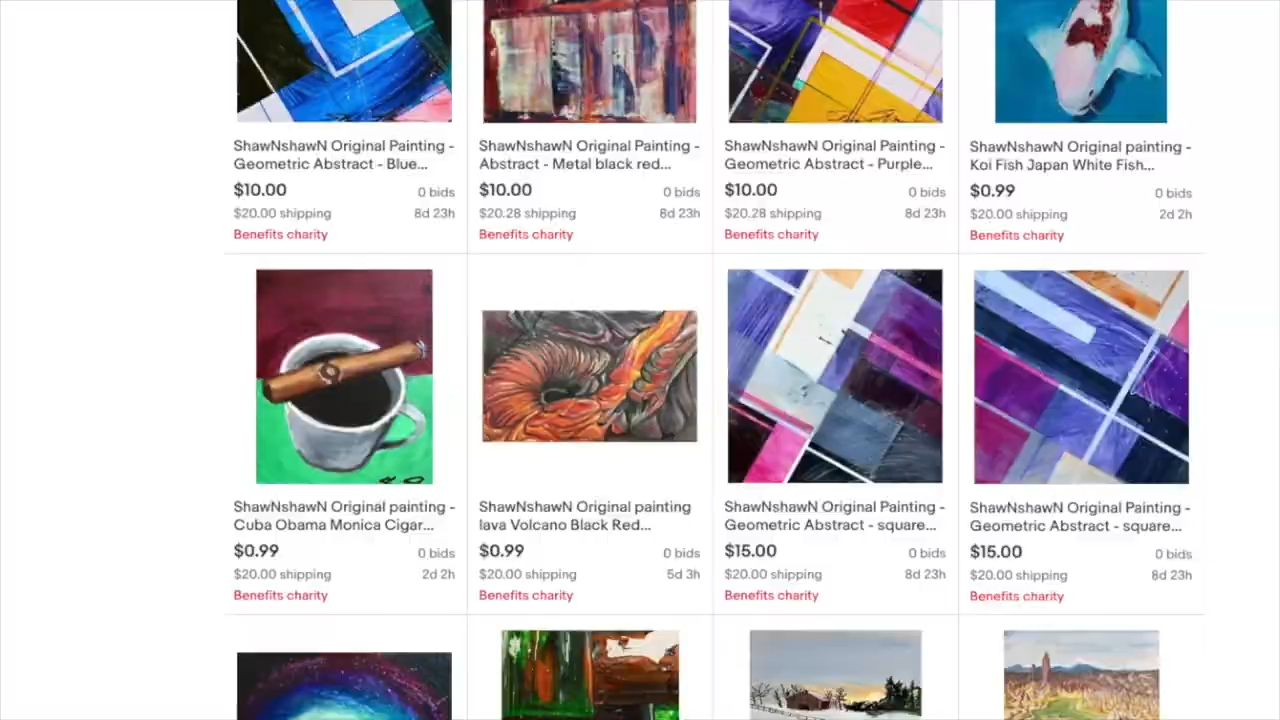 ShawNshawN Original Painting -
Geometric Abstract - Blue...
$10.00
0 bids
$20.00 shipping
8d 23h
Benefits charity
ShawNshawN Original Painting -
Abstract - Metal black red...
$10.00
0 bids
$20.28 shipping
8d 23h
Benefits charity
ShawNshawN Original Painting -
Geometric Abstract - Purple...
$10.00
0 bids
$20.28 shipping
8d 23h
Benefits charity
ShawNshawN Original painting -
Koi Fish Japan White Fish...
$0.99
0 bids
$20.00 shipping
2d 2h
Benefits charity
ShawNshawN Original painting -
Cuba Obama Monica Cigar...
$0.99
0 bids
$20.00 shipping
2d 2h
Benefits charity
ShawNshawN Original painting
lava Volcano Black Red...
$0.99
0 bids
$20.00 shipping
5d 3h
Benefits charity
ShawNshawN Original Painting -
Geometric Abstract - square...
$15.00
0 bids
$20.00 shipping
8d 23h
Benefits charity
ShawNshawN Original Painting -
Geometric Abstract - square...
$15.00
0 bids
$20.00 shipping
8d 23h
Benefits charity